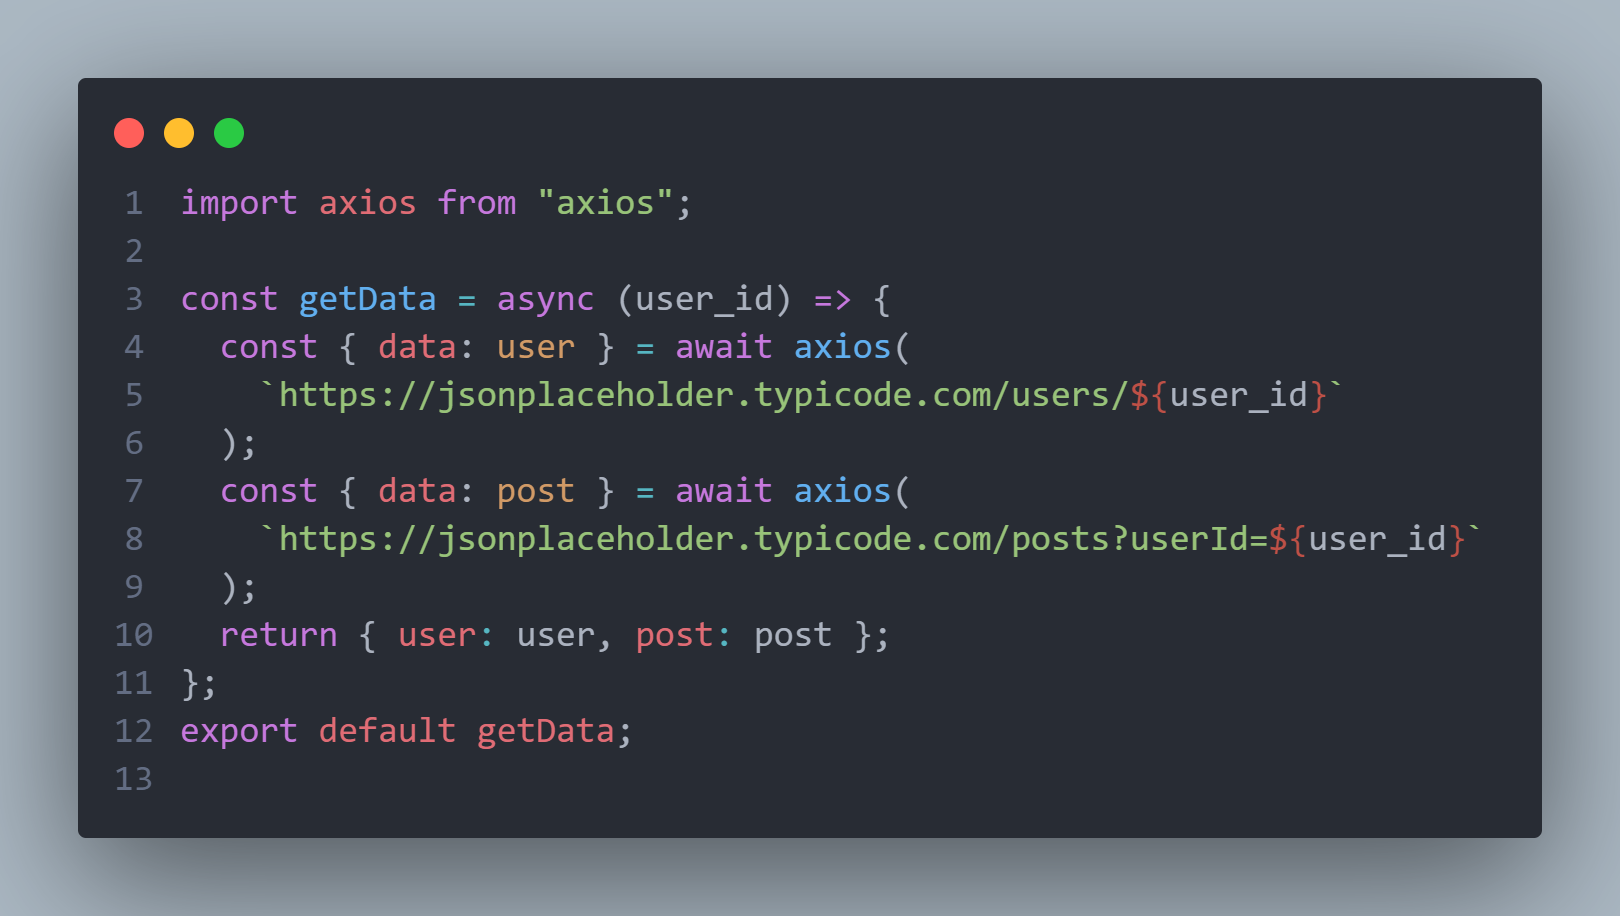 1 import axios from "axios";
2
3 const getData = async (user_id) => {
4   const { data: user } = await axios(
5     `https://jsonplaceholder.typicode.com/users/${user_id}`
6   );
7   const { data: post } = await axios(
8     `https://jsonplaceholder.typicode.com/posts?userId=${user_id}`
9   );
10   return { user: user, post: post };
11 };
12 export default getData;
13